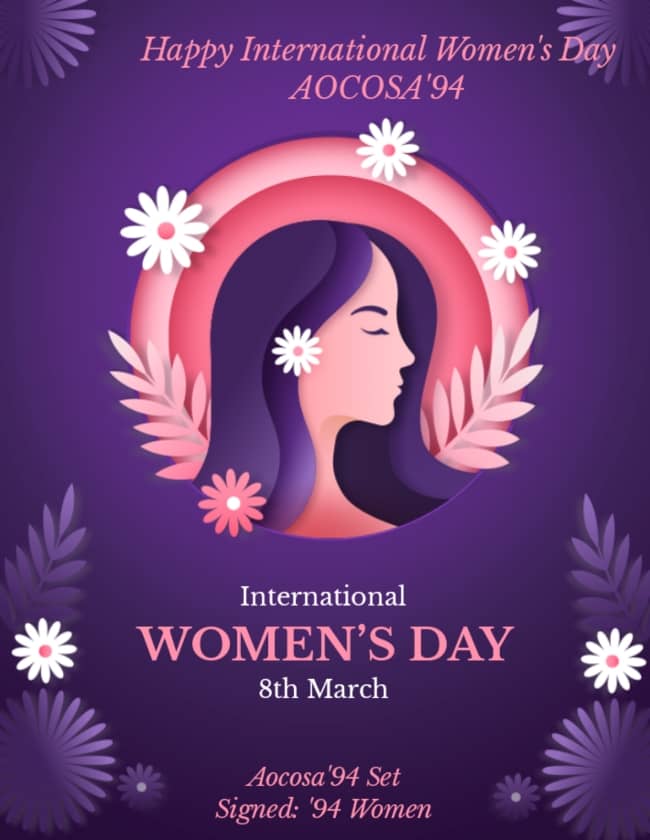 Happy International Women's Day
AOCOSA'94
International
WOMEN’S DAY
8th March
Aocosa'94 Set
Signed: '94 Women